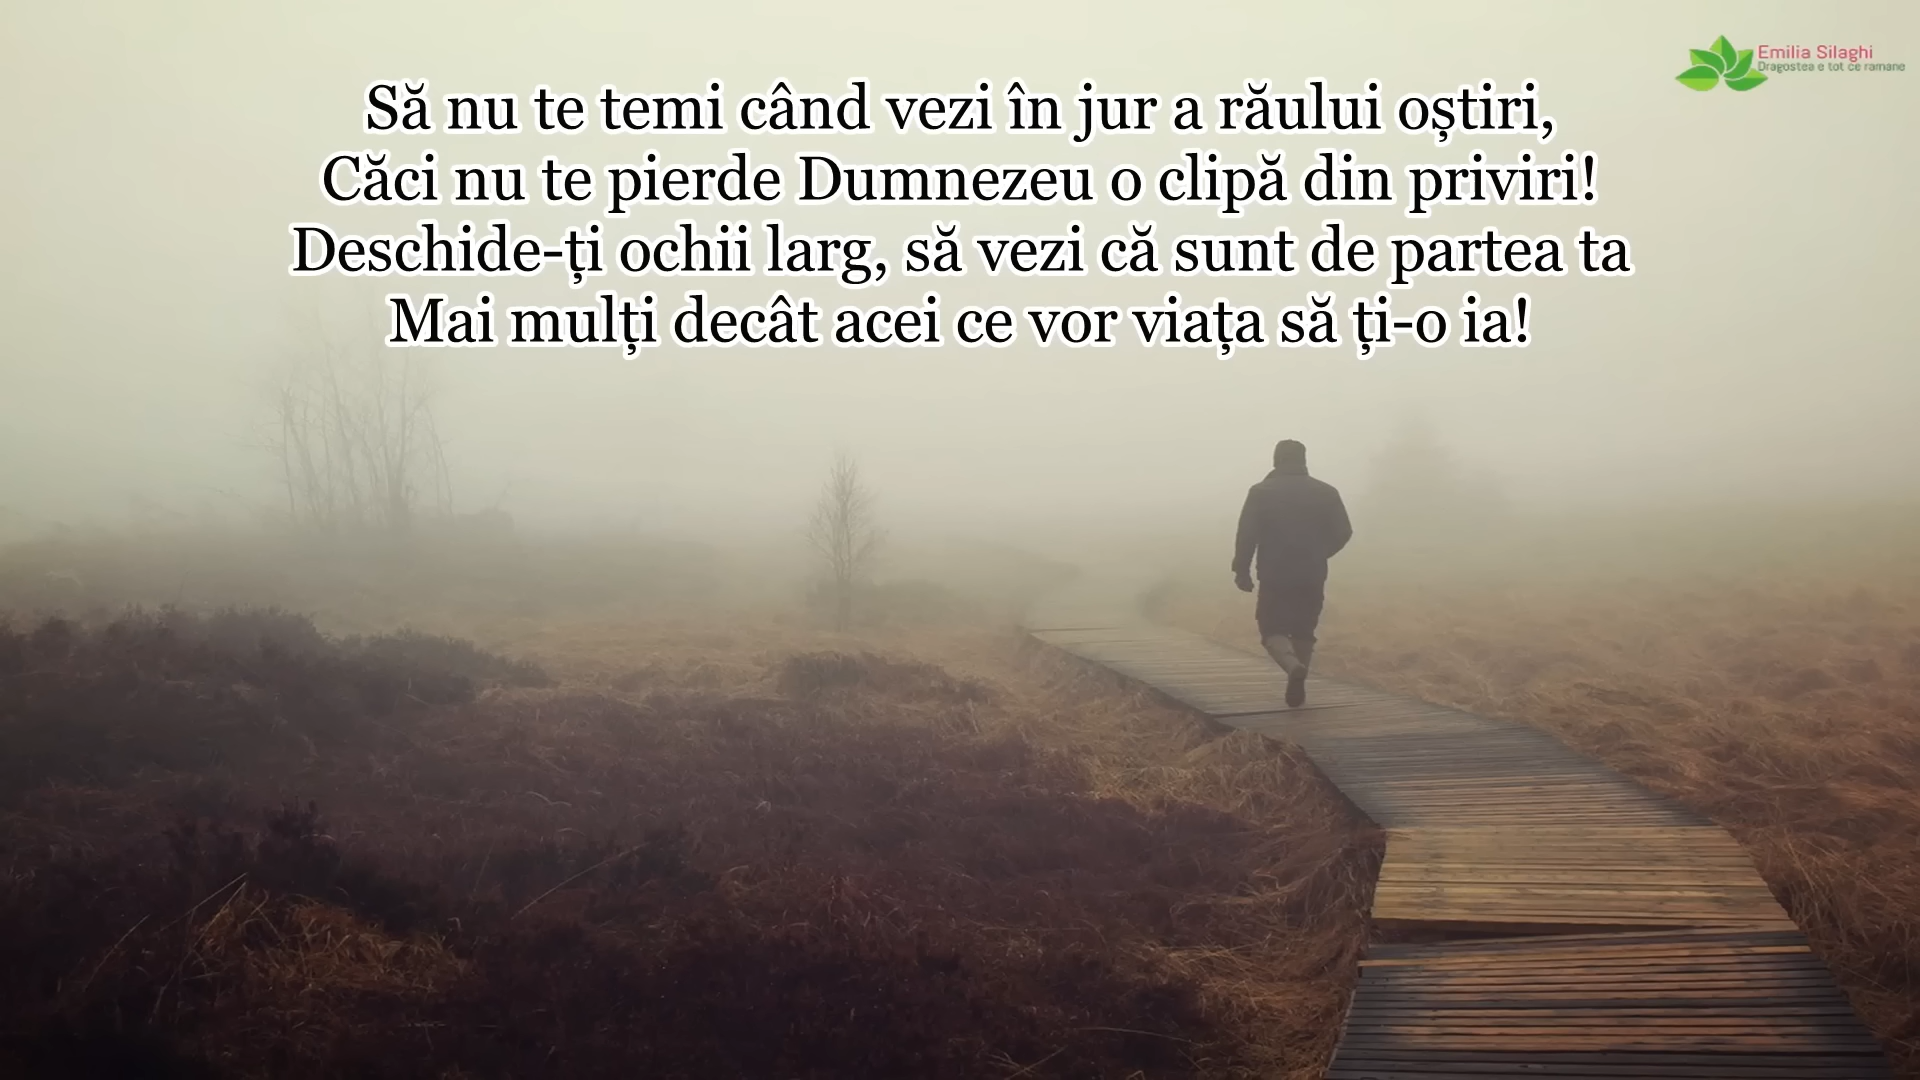 Emilia Silaghi
Dragostea e tot ce ramane
Să nu te temi când vezi în jur a răului oștiri,
Căci nu te pierde Dumnezeu o clipă din priviri!
Deschide-ți ochii larg, să vezi că sunt de partea ta
Mai mulți decât acei ce vor viața să ți-o ia!